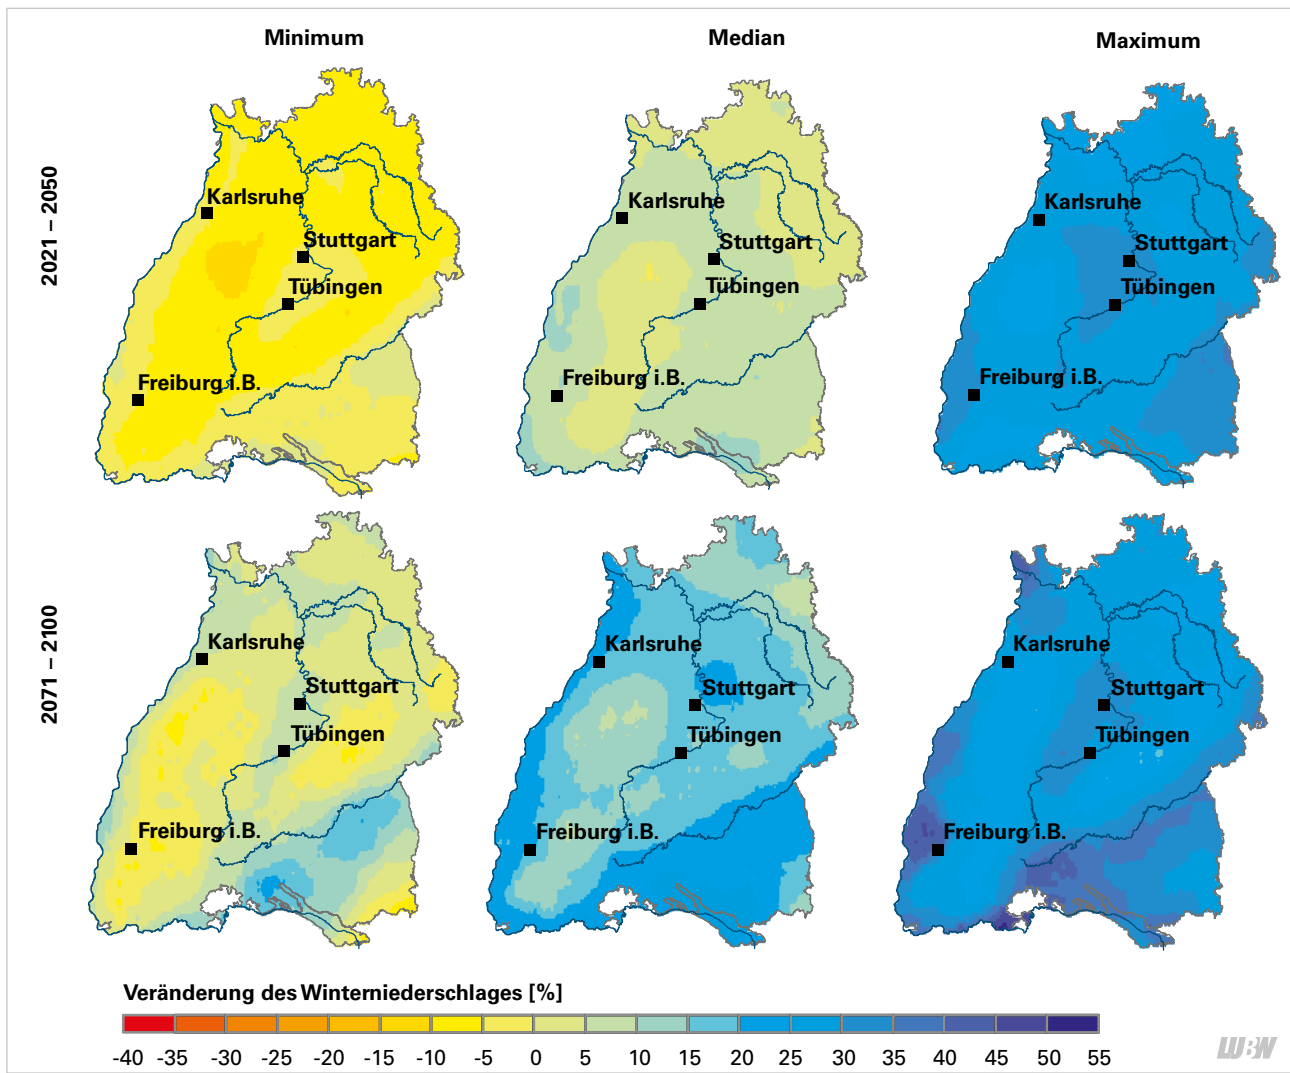 Minimum Median Maximum
2021 – 2050
Karlsruhe
Stuttgart
Tübingen
Freiburg i.B.
Karlsruhe
Stuttgart
Tübingen
Freiburg i.B.
Karlsruhe
Stuttgart
Tübingen
Freiburg i.B.
2071 – 2100
Karlsruhe
Stuttgart
Tübingen
Freiburg i.B.
Karlsruhe
Stuttgart
Tübingen
Freiburg i.B.
Karlsruhe
Stuttgart
Tübingen
Freiburg i.B.
Veränderung des Winterniederschlages [%]
-40 -35 -30 -25 -20 -15 -10 -5 0 5 10 15 20 25 30 35 40 45 50 55
LUBW